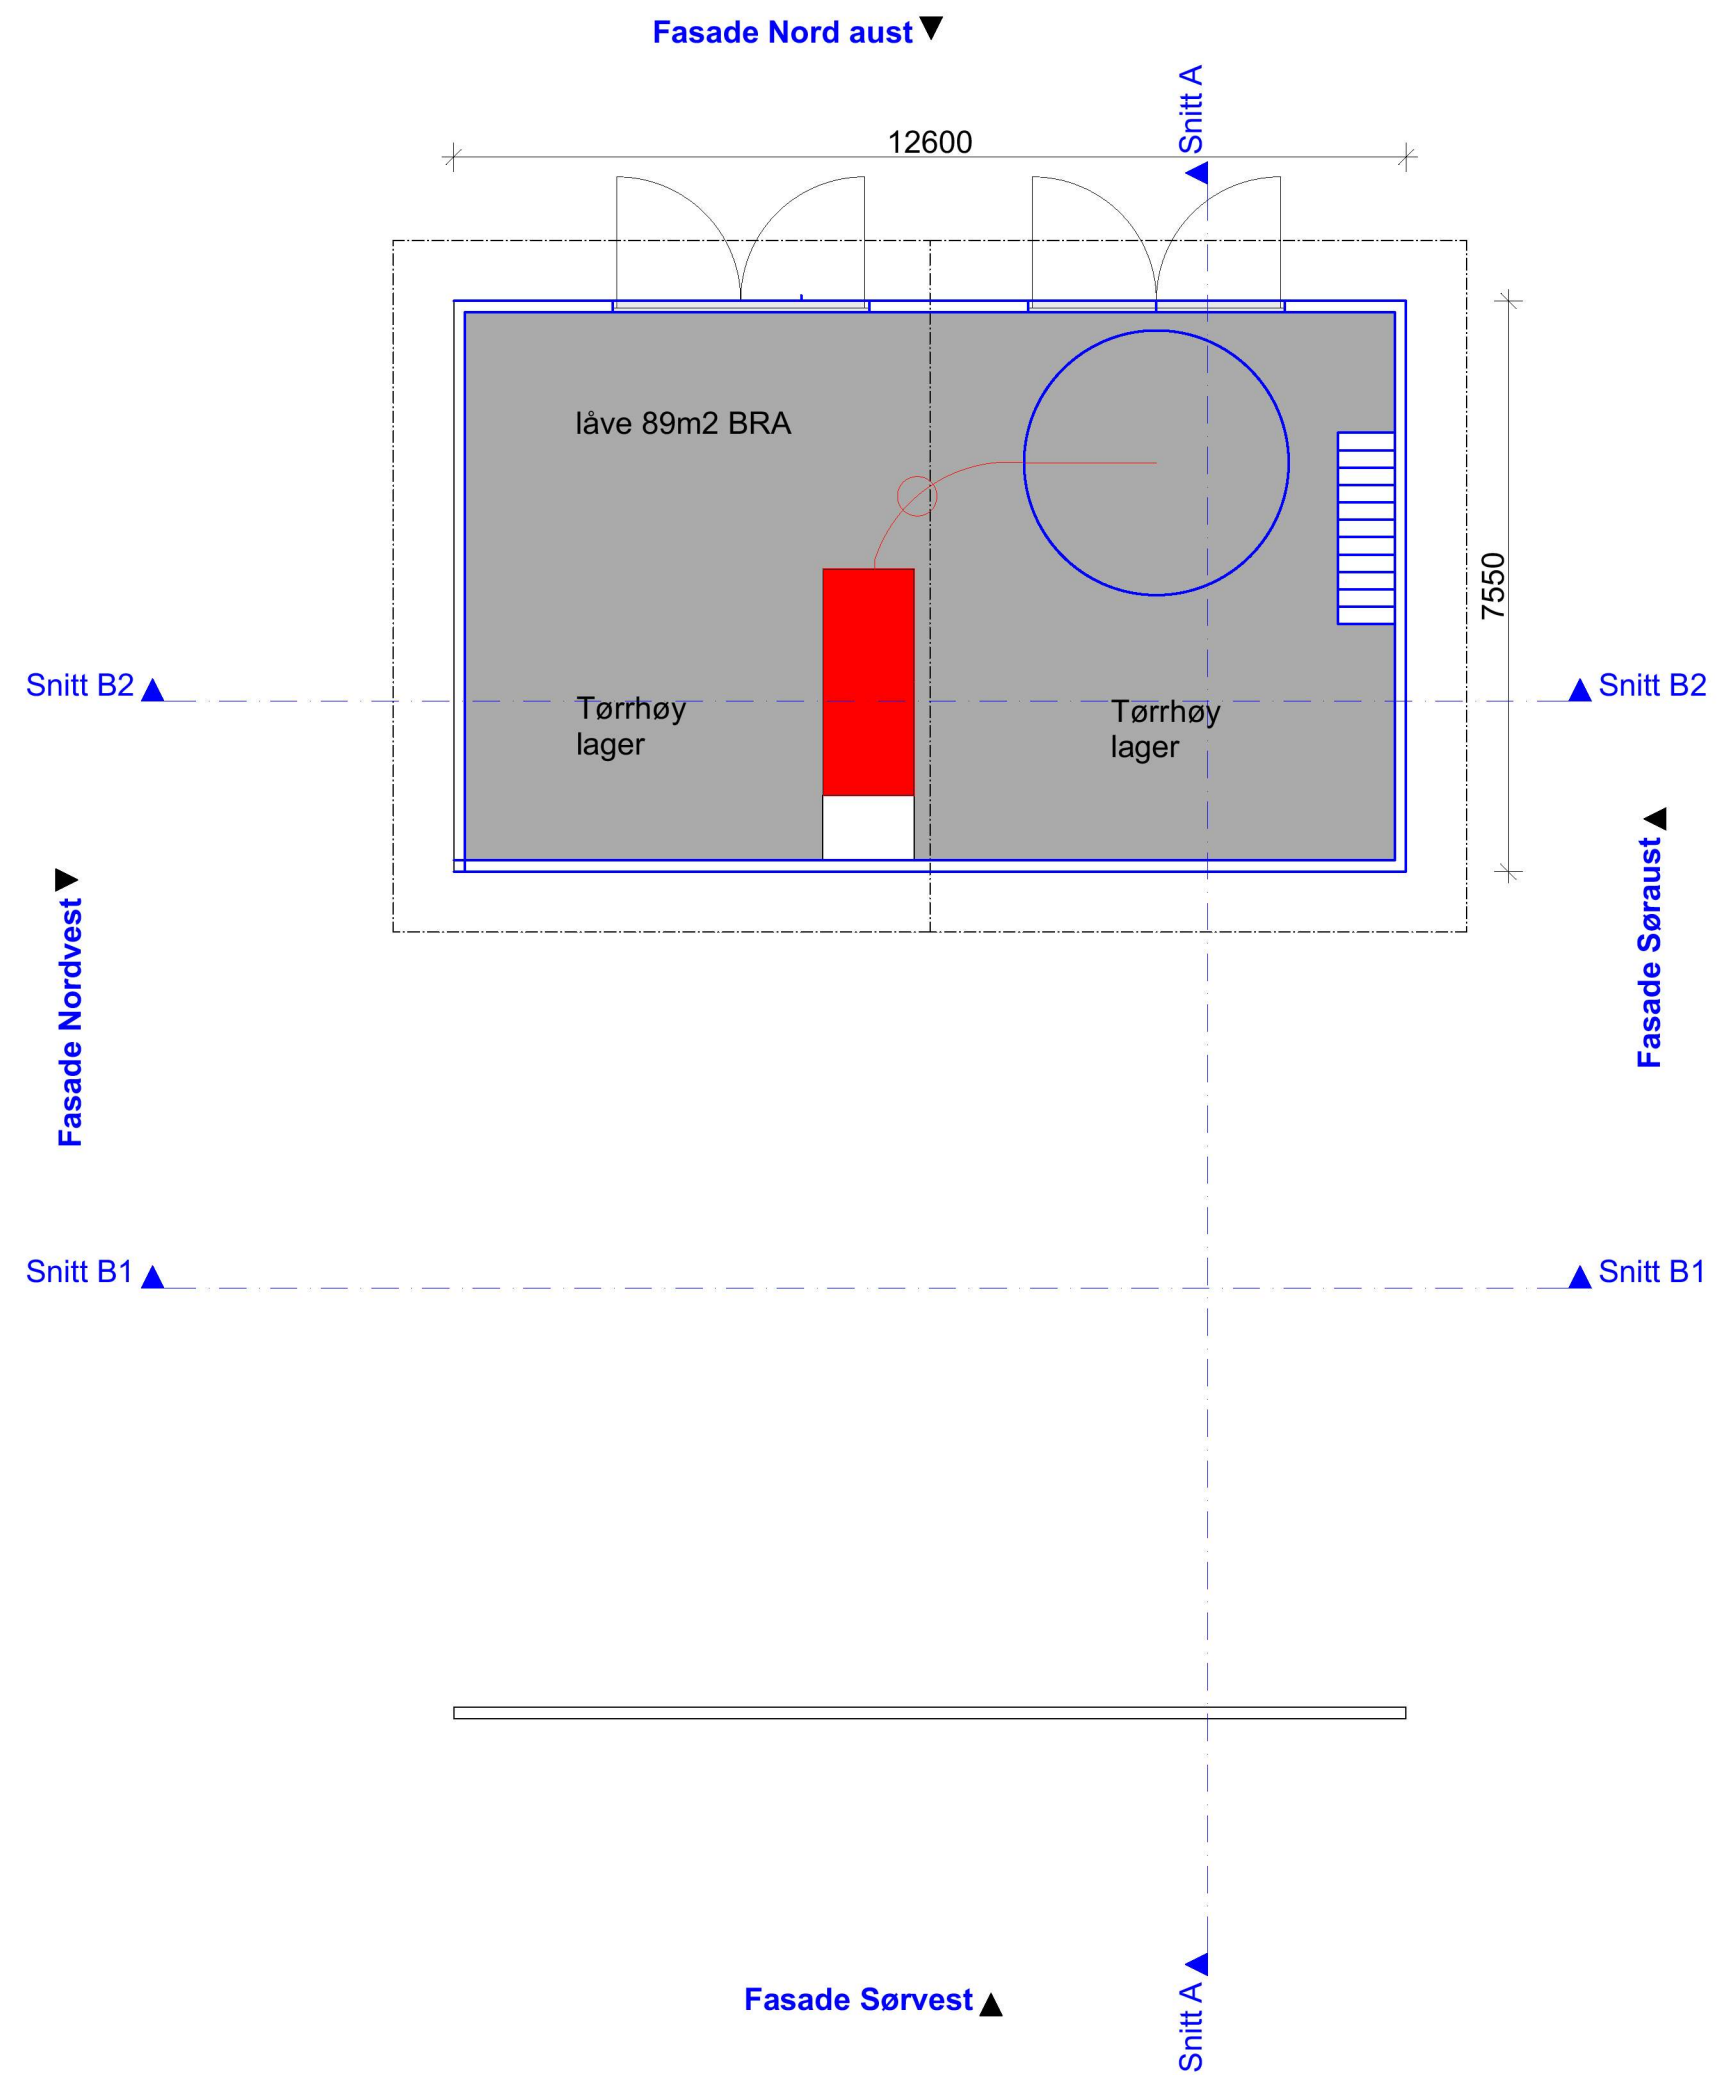 Fasade Nord aust
Snitt A
12600
låve 89m2 BRA
7550
Snitt B2
Snitt B2
Tørrhøy
lager
Tørrhøy
lager
Fasade Nordvest
Fasade Søraust
Snitt B1
Snitt B1
Fasade Sørvest
Snitt A